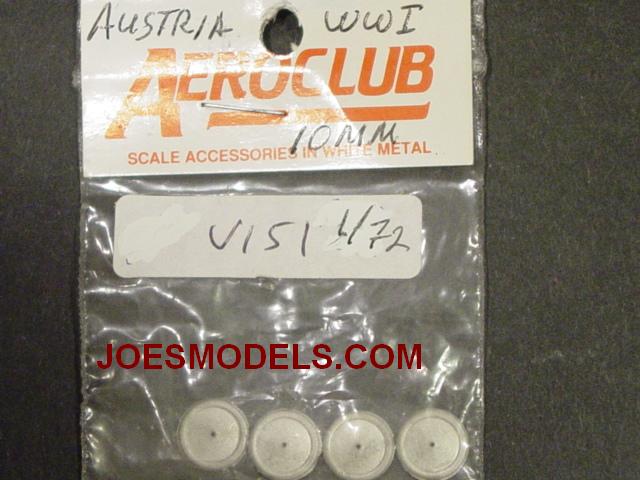 AUSTRIA WWI
AEROCLUB
10MM
SCALE ACCESSORIES IN WHITE METAL
V151 1/72
JOESMODELS.COM